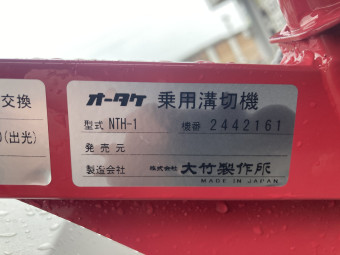 交換
(出光)
オータケ 乗用溝切機
型式 NTH-1 機番 2442161
発売元
製造会社 株式会社 大竹製作所
MADE IN JAPAN